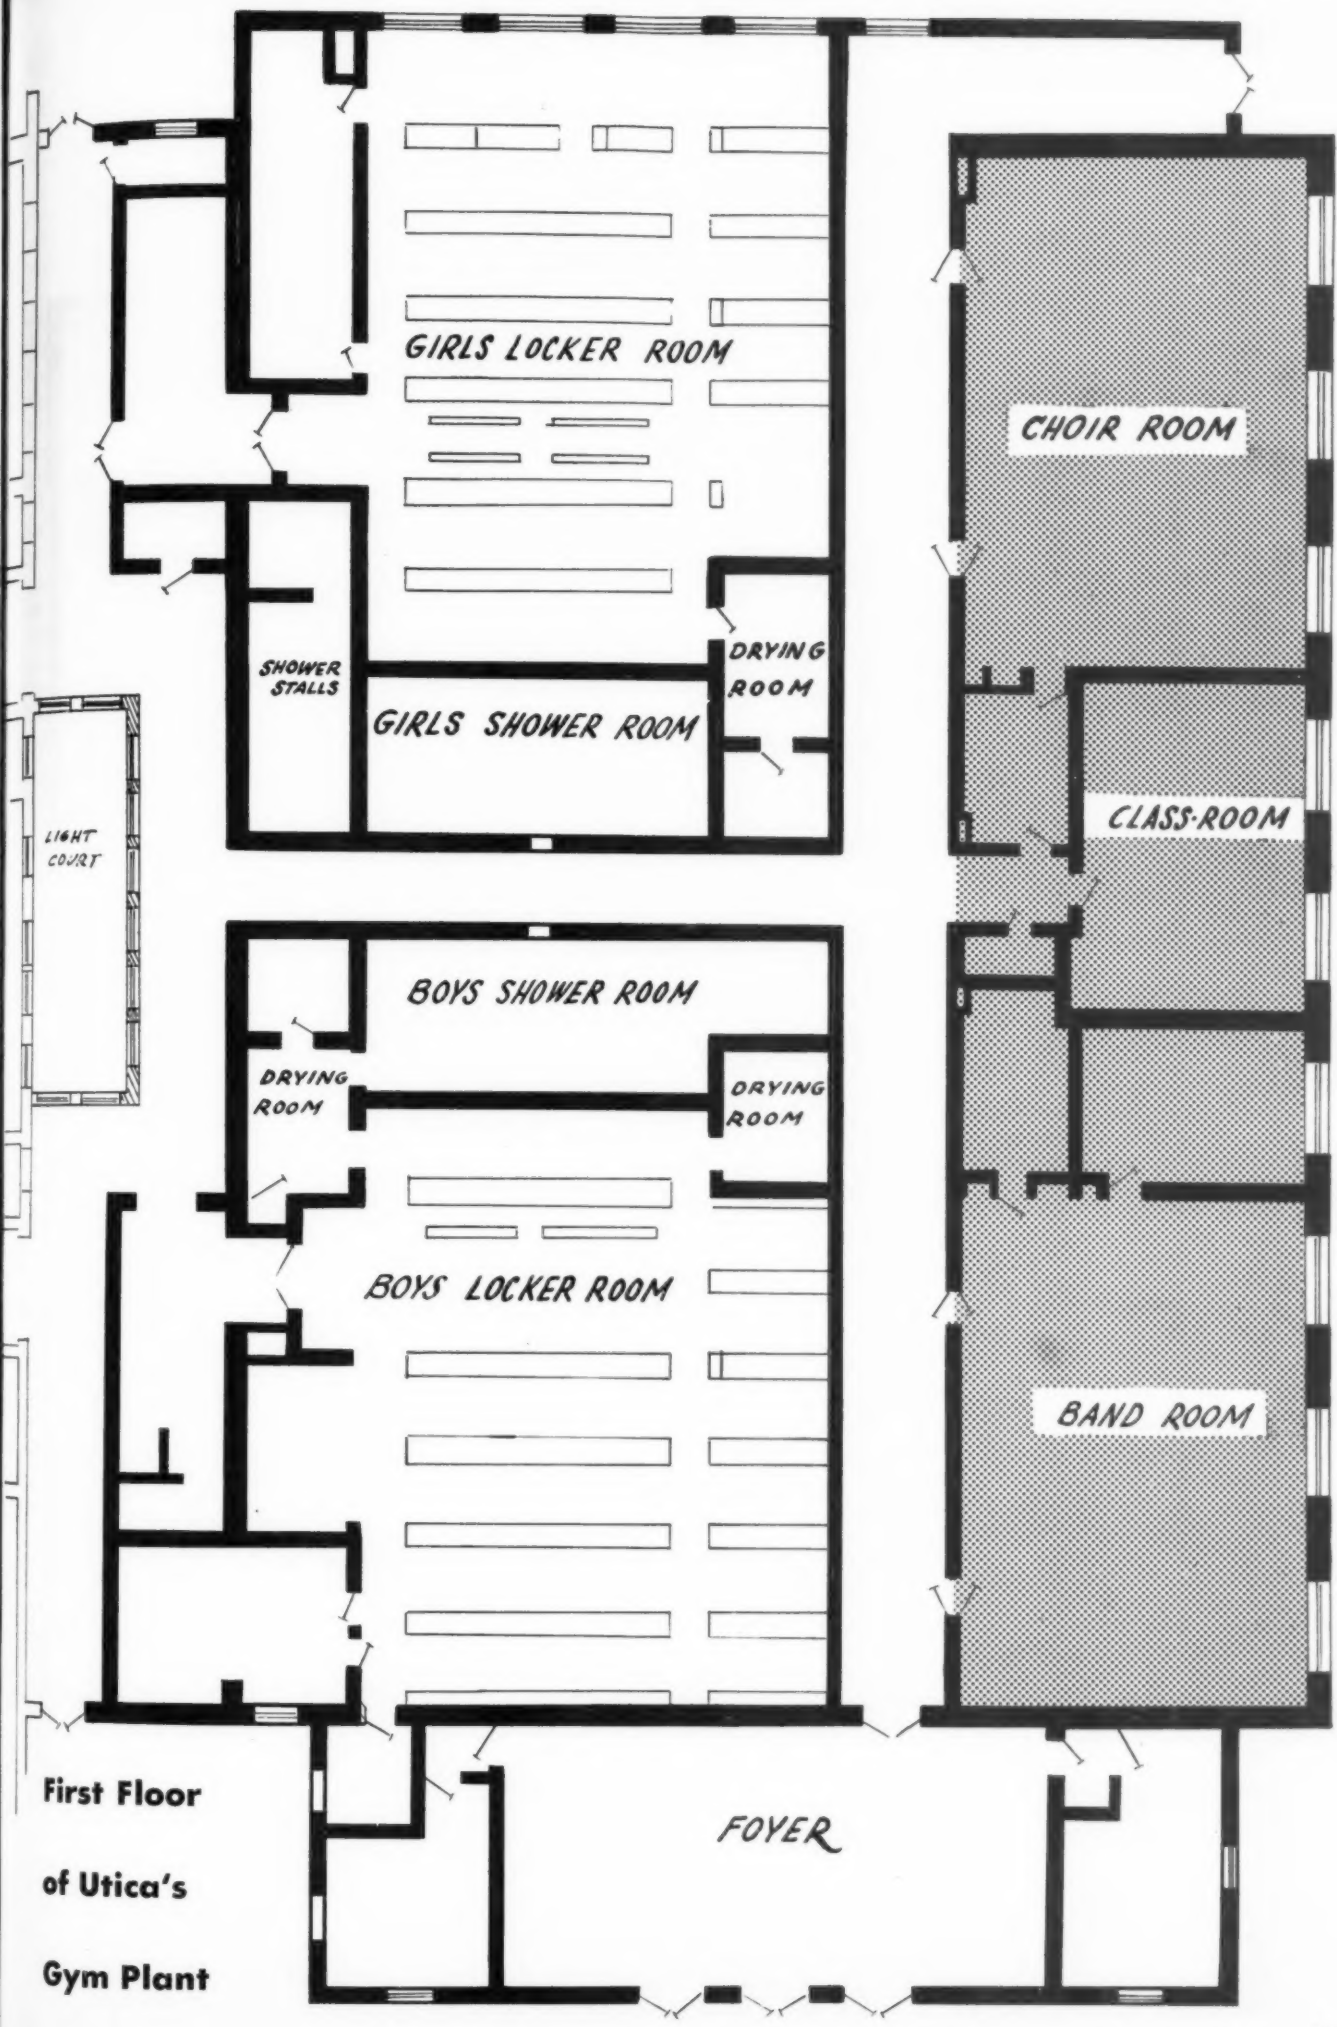 GIRLS LOCKER ROOM
CHOIR ROOM
SHOWER
STALLS
DRYING
ROOM
GIRLS SHOWER ROOM
LIGHT
COURT
CLASS-ROOM
BOYS SHOWER ROOM
DRYING
ROOM
DRYING
ROOM
BOYS LOCKER ROOM
BAND ROOM
FOYER
First Floor
of Utica's
Gym Plant